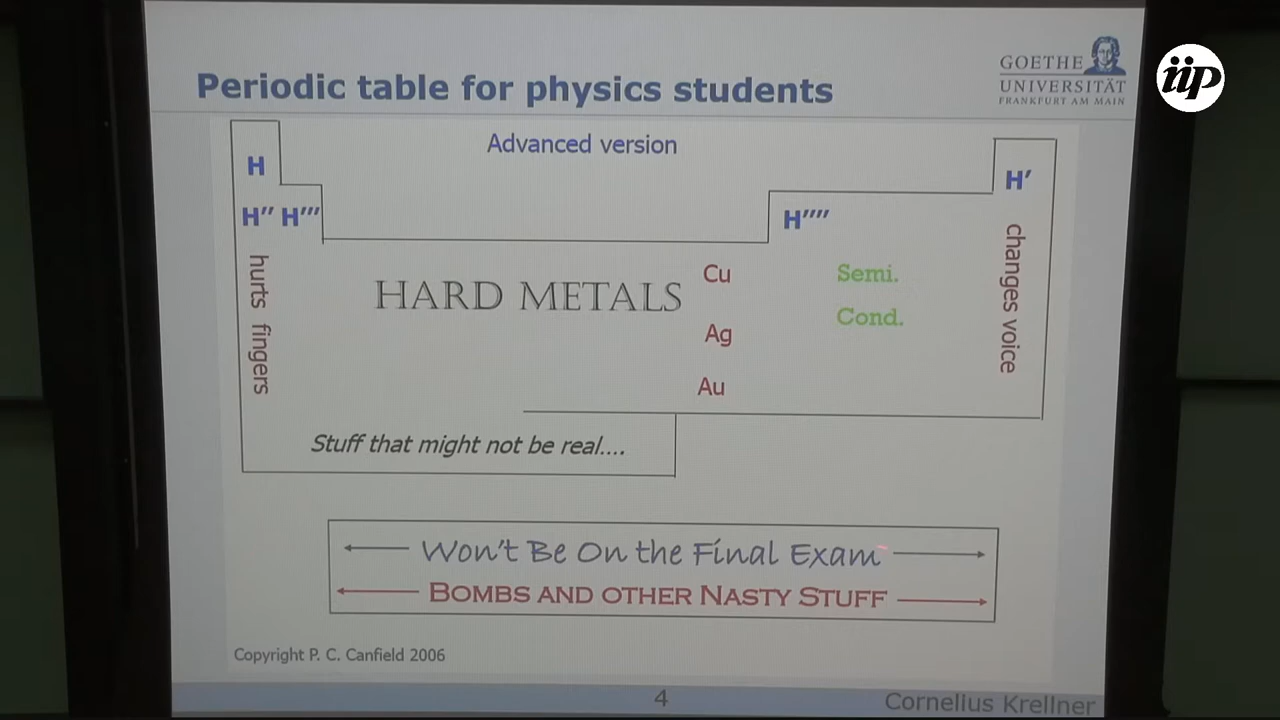 Periodic table for physics students
GOETHE
UNIVERSITÄT
FRANKFURT AM MAIN
iip
Advanced version
H
H'
H'' H'''
H''''
hurts fingers
HARD METALS
Cu
Ag
Au
Semi.
Cond.
changes voice
Stuff that might not be real....
Won't Be On the Final Exam
BOMBS AND OTHER NASTY STUFF
Copyright P. C. Canfield 2006
4
Cornelius Krellner